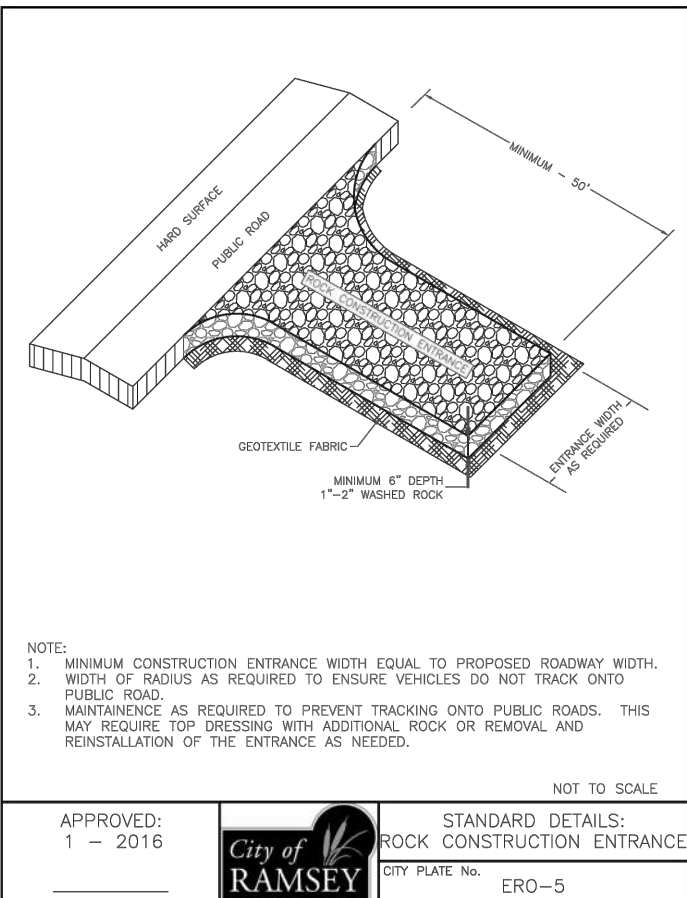 MINIMUM - 50'
HARD SURFACE
PUBLIC ROAD
ROCK CONSTRUCTION ENTRANCE
GEOTEXTILE FABRIC
ENTRANCE WIDTH
AS REQUIRED
MINIMUM 6" DEPTH
1"-2" WASHED ROCK
NOTE:
1. MINIMUM CONSTRUCTION ENTRANCE WIDTH EQUAL TO PROPOSED ROADWAY WIDTH.
2. WIDTH OF RADIUS AS REQUIRED TO ENSURE VEHICLES DO NOT TRACK ONTO
PUBLIC ROAD.
3. MAINTAINENCE AS REQUIRED TO PREVENT TRACKING ONTO PUBLIC ROADS. THIS
MAY REQUIRE TOP DRESSING WITH ADDITIONAL ROCK OR REMOVAL AND
REINSTALLATION OF THE ENTRANCE AS NEEDED.
NOT TO SCALE
APPROVED:
1 - 2016
City of
RAMSEY
STANDARD DETAILS:
ROCK CONSTRUCTION ENTRANCE
CITY PLATE No.
ERO-5